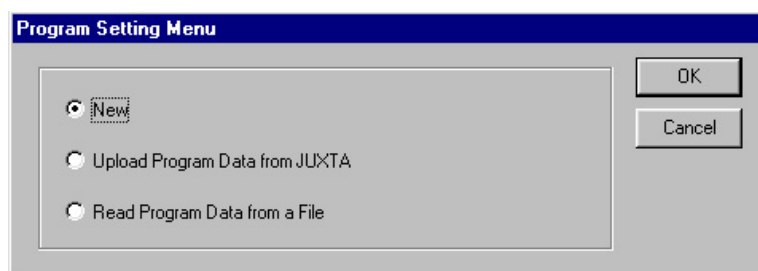 Program Setting Menu
New
Upload Program Data from JUXTA
Read Program Data from a File
OK
Cancel